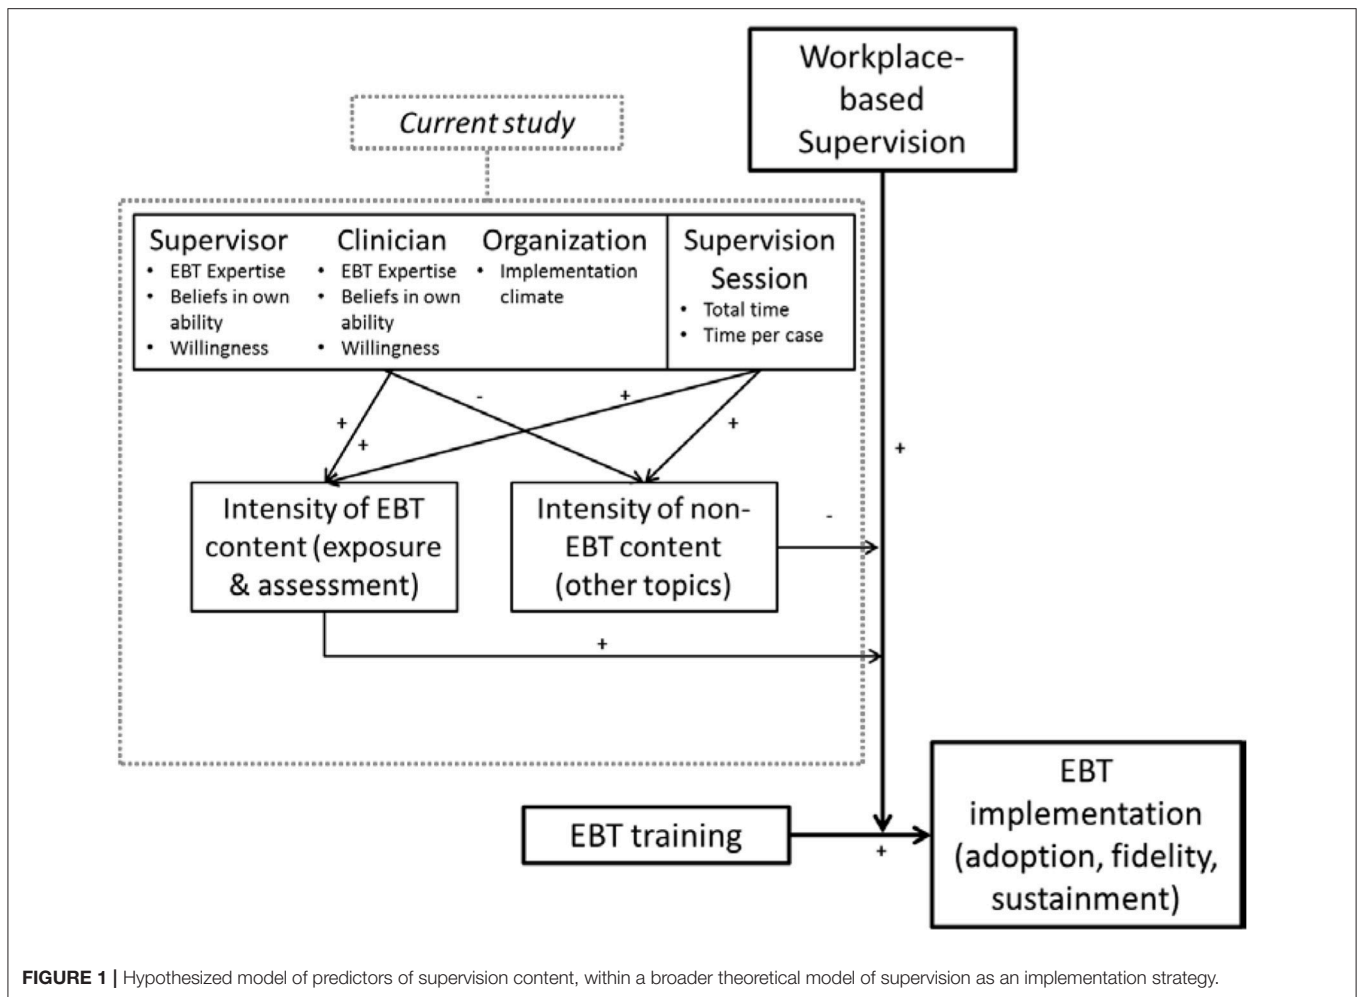 Workplace-
based
Supervision
Current study
Supervisor
• EBT Expertise
• Beliefs in own
ability
• Willingness
Clinician
• EBT Expertise
• Beliefs in own
ability
• Willingness
Organization
• Implementation
climate
Supervision
Session
• Total time
• Time per case
+
+
-
+
+
+
Intensity of EBT
content (exposure
& assessment)
Intensity of non-
EBT content
(other topics)
-
+
EBT training
+
EBT
implementation
(adoption, fidelity,
sustainment)
FIGURE 1 | Hypothesized model of predictors of supervision content, within a broader theoretical model of supervision as an implementation strategy.